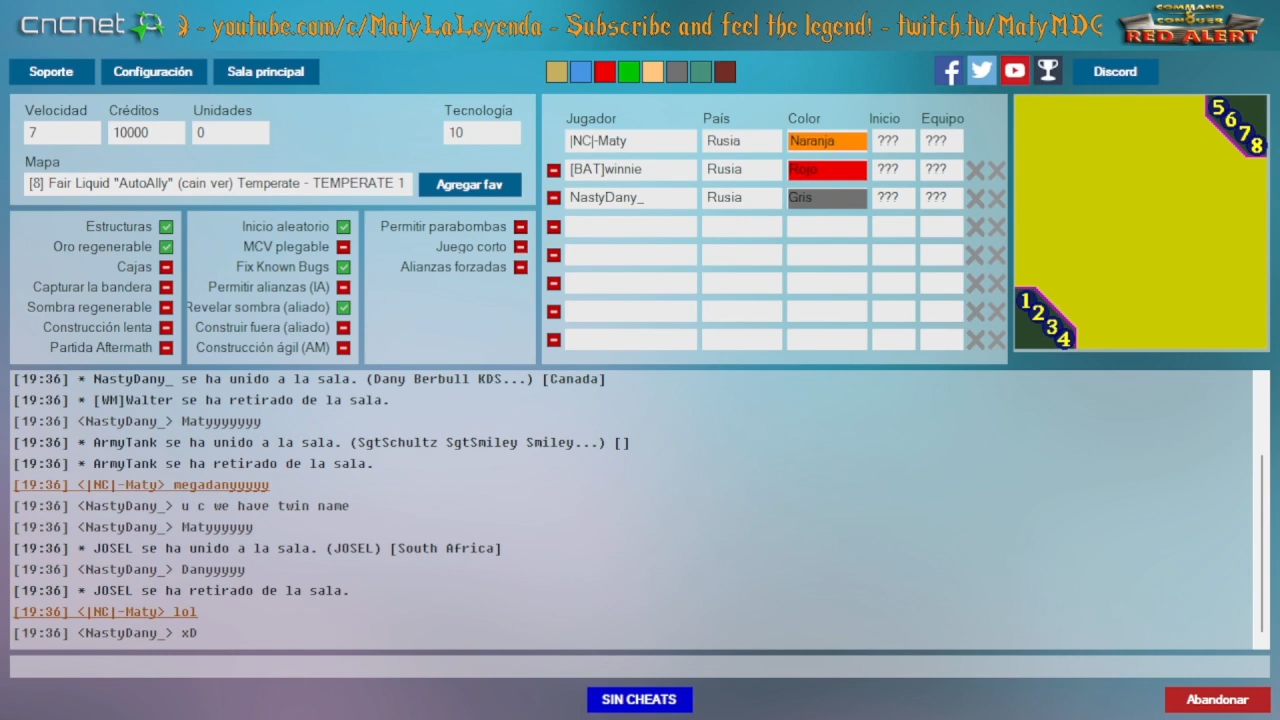 cncnet
- youtube.com/c/MatyLaLeyenda - Subscribe and feel the legend! - twitch.tv/MatyMDC
COMMAND & CONQUER
RED ALERT
Soporte
Configuración
Sala principal
Discord
Velocidad
Créditos
Unidades
Tecnología
7
10000
0
10
Mapa
[8] Fair Liquid "AutoAlly" (cain ver) Temperate - TEMPERATE 1
Agregar fav
Estructuras
Oro regenerable
Cajas
Capturar la bandera
Sombra regenerable
Construcción lenta
Partida Aftermath
Inicio aleatorio
MCV plegable
Fix Known Bugs
Permitir alianzas (IA)
Revelar sombra (aliado)
Construir fuera (aliado)
Construcción ágil (AM)
Permitir parabombas
Juego corto
Alianzas forzadas
Jugador País Color Inicio Equipo
|NC|-Maty Rusia Naranja ??? ???
[BAT]winnie Rusia Rojo ??? ???
NastyDany_ Rusia Gris ??? ???
5
6
7
8
1
2
3
4
[19:36] * NastyDany_ se ha unido a la sala. (Dany Berbull KDS...) [Canada]
[19:36] * [WM]Walter se ha retirado de la sala.
[19:36] <NastyDany_> Matyyyyyyy
[19:36] * ArmyTank se ha unido a la sala. (SgtSchultz SgtSmiley Smiley...) []
[19:36] * ArmyTank se ha retirado de la sala.
[19:36] <|NC|-Maty> megadanyyyyy
[19:36] <NastyDany_> u c we have twin name
[19:36] <NastyDany_> Matyyyyyy
[19:36] * JOSEL se ha unido a la sala. (JOSEL) [South Africa]
[19:36] <NastyDany_> Danyyyyy
[19:36] * JOSEL se ha retirado de la sala.
[19:36] <|NC|-Maty> lol
[19:36] <NastyDany_> xD
SIN CHEATS
Abandonar